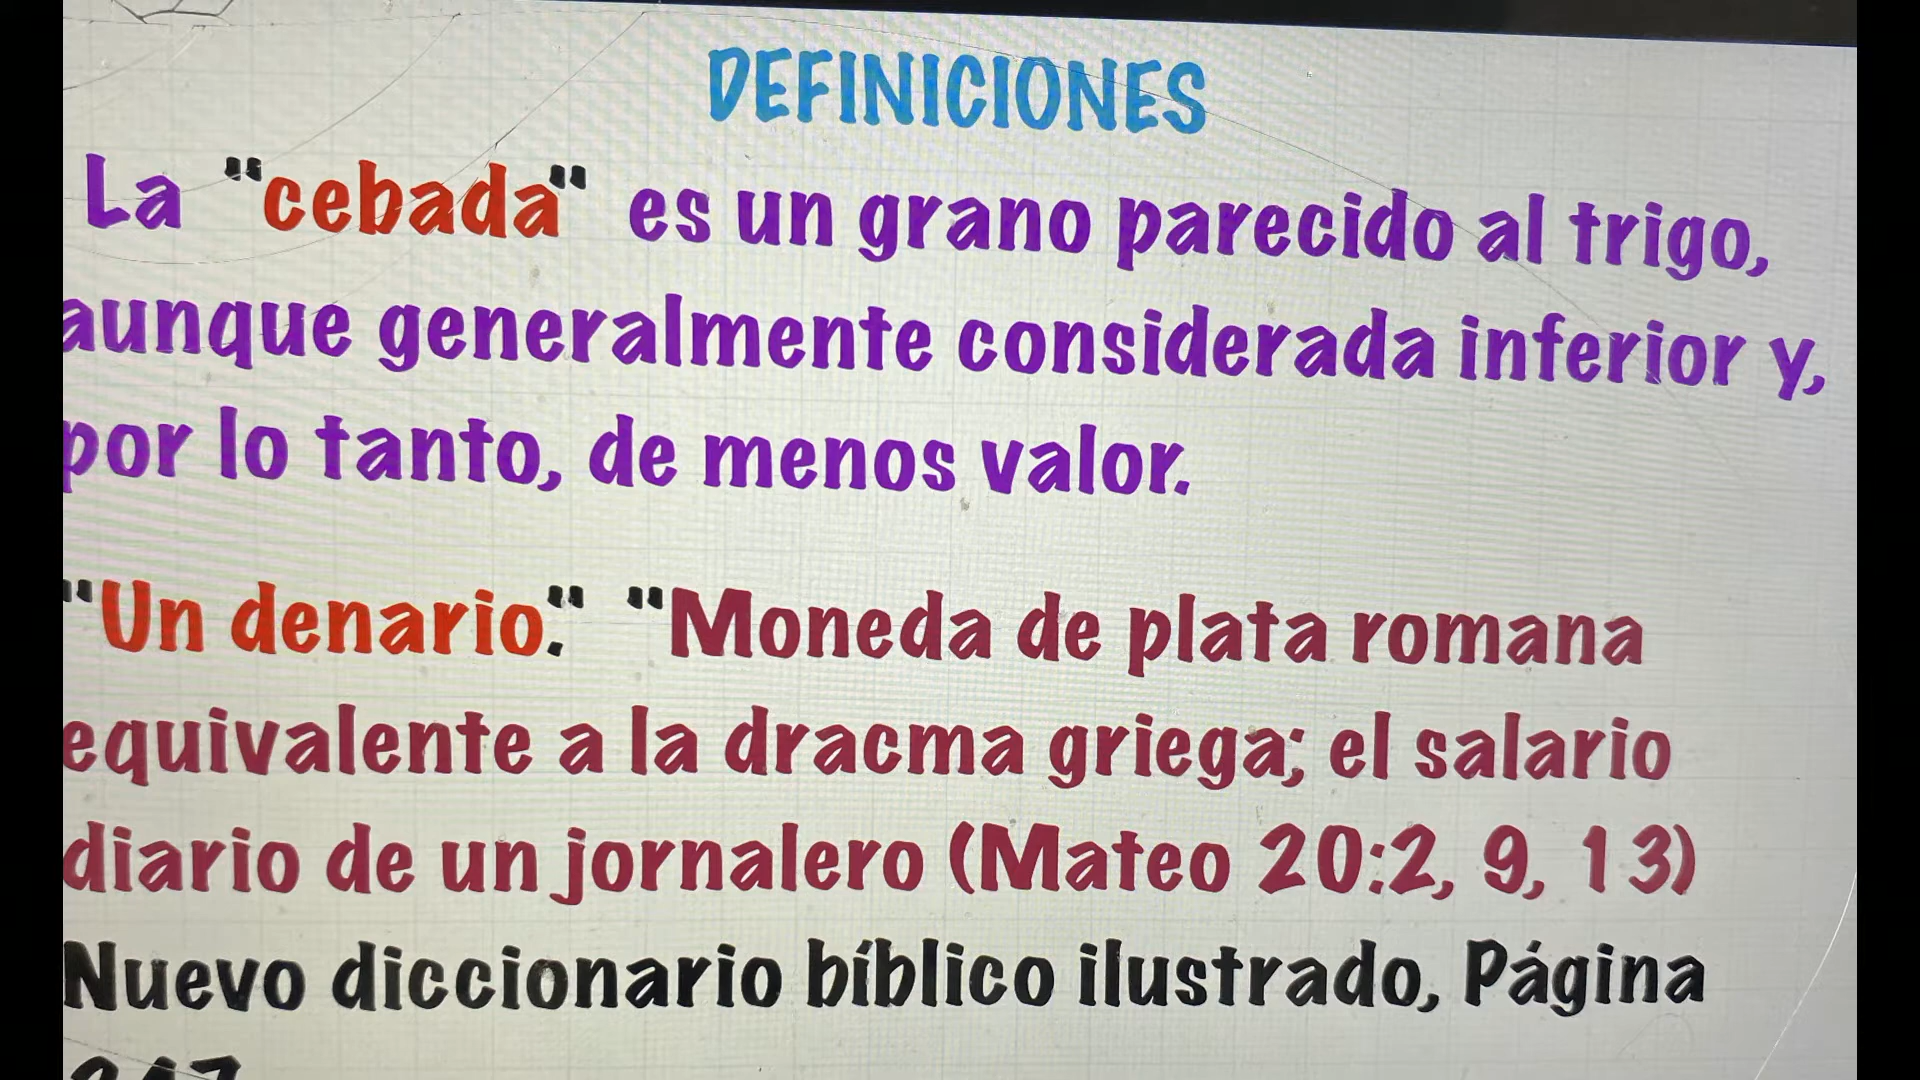 DEFINICIONES
La "cebada" es un grano parecido al trigo,
aunque generalmente considerada inferior y,
por lo tanto, de menos valor.
"Un denario." "Moneda de plata romana
equivalente a la dracma griega; el salario
diario de un jornalero (Mateo 20:2, 9, 13)
Nuevo diccionario bíblico ilustrado, Página